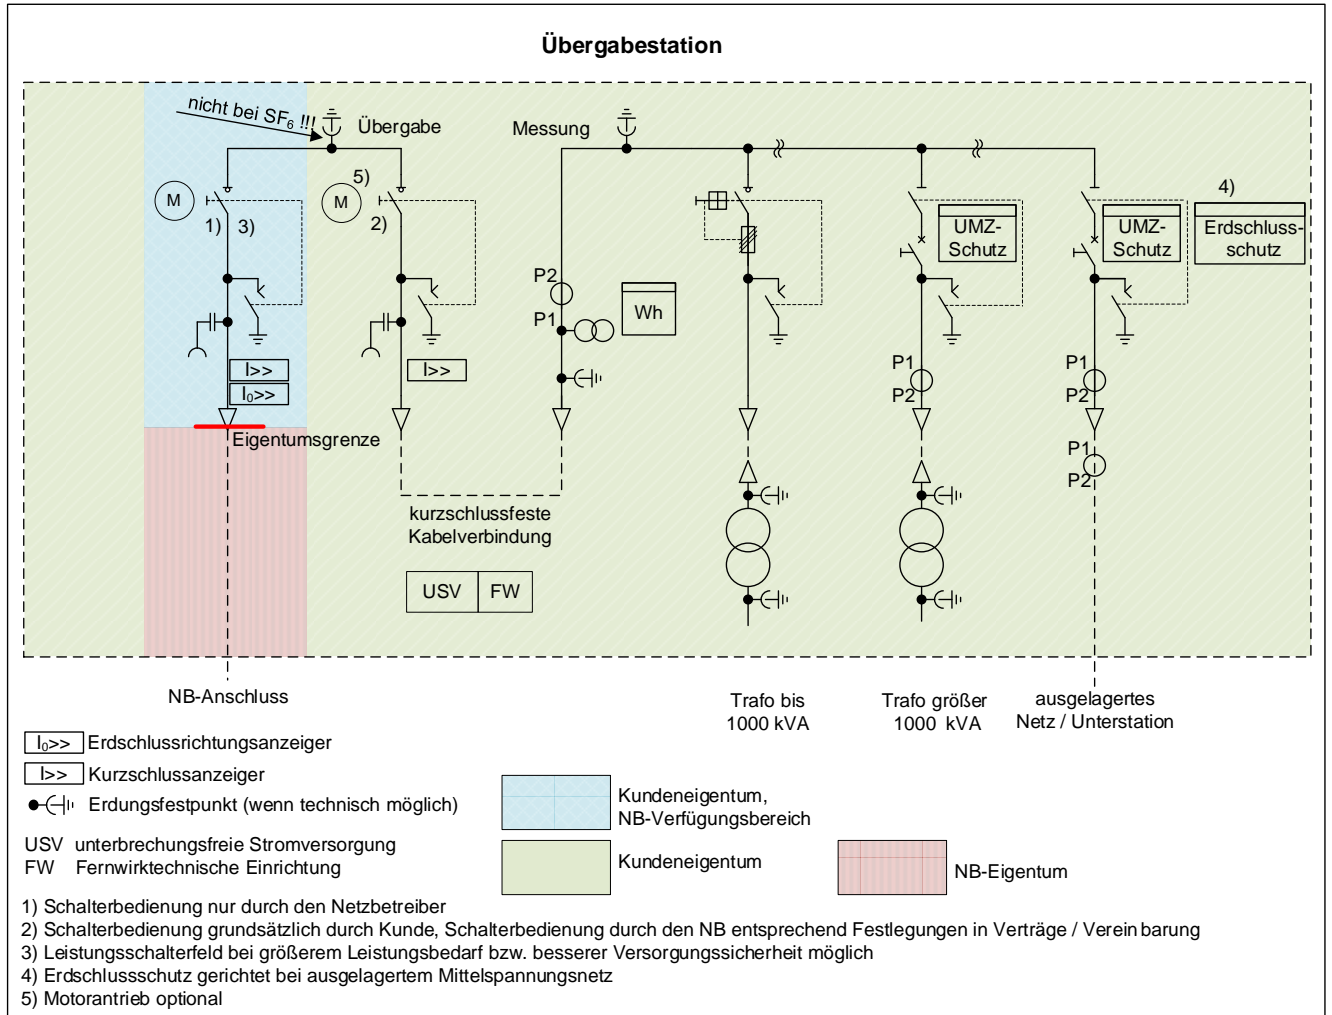 Übergabestation
nicht bei SF6 !!!
Übergabe
Messung
M
1)
3)
5)
M
2)
4)
UMZ-
Schutz
UMZ-
Schutz
Erdschluss-
schutz
P2
P1
Wh
I>>
I0>>
I>>
P1
P2
P1
P2
P1
P2
Eigentumsgrenze
kurzschlussfeste
Kabelverbindung
USV
FW
NB-Anschluss
Trafo bis
1000 kVA
Trafo größer
1000 kVA
ausgelagertes
Netz / Unterstation
I0>> Erdschlussrichtungsanzeiger
I>> Kurzschlussanzeiger
Erdungsfestpunkt (wenn technisch möglich)
USV unterbrechungsfreie Stromversorgung
FW Fernwirktechnische Einrichtung
Kundeneigentum,
NB-Verfügungsbereich
Kundeneigentum
NB-Eigentum
1) Schalterbedienung nur durch den Netzbetreiber
2) Schalterbedienung grundsätzlich durch Kunde, Schalterbedienung durch den NB entsprechend Festlegungen in Verträge / Verein barung
3) Leistungsschalterfeld bei größerem Leistungsbedarf bzw. besserer Versorgungssicherheit möglich
4) Erdschlussschutz gerichtet bei ausgelagertem Mittelspannungsnetz
5) Motorantrieb optional